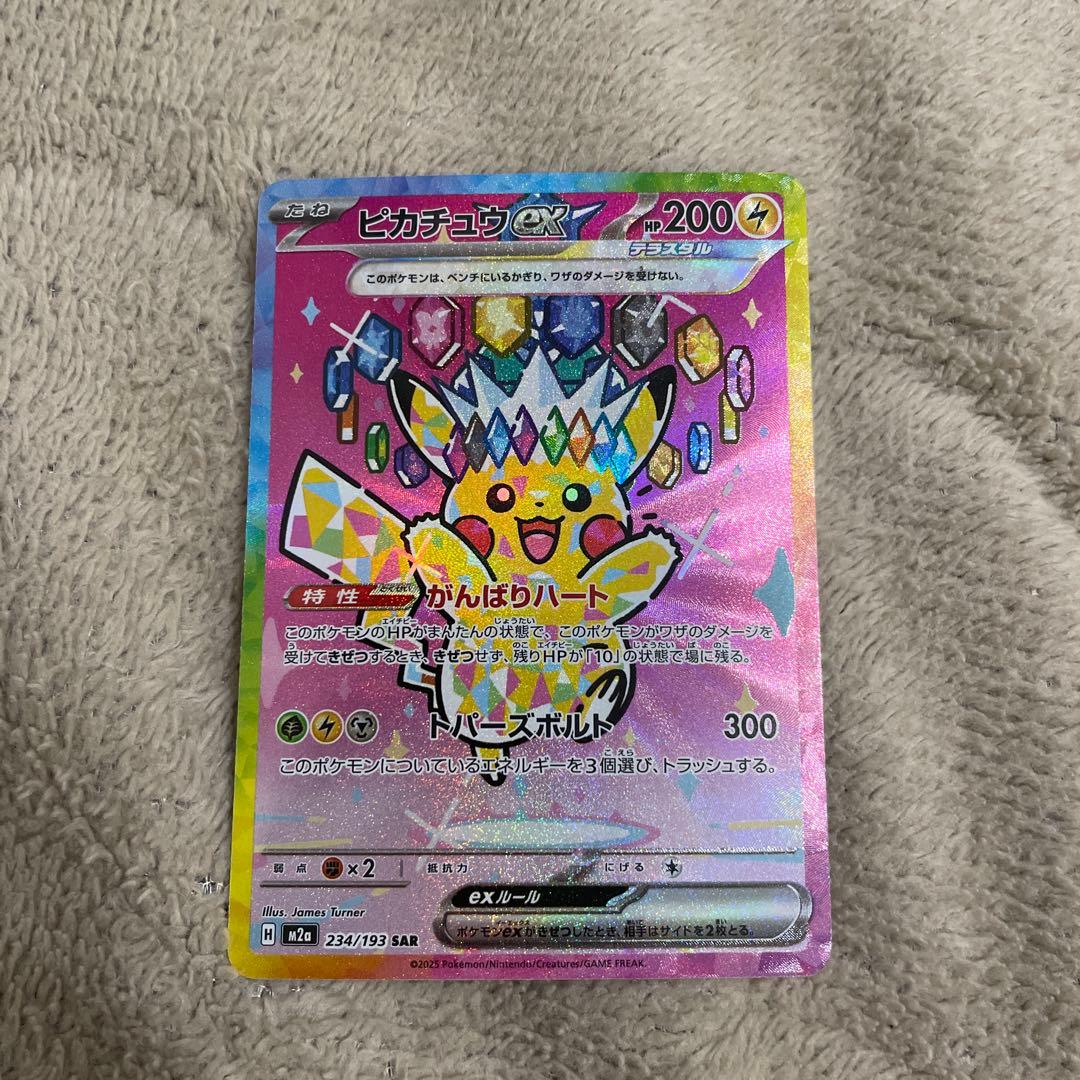 たね ピカチュウex HP200
テラスタル
このポケモンは、ベンチにいるかぎり、ワザのダメージを受けない。
特性 がんばりハート
このポケモンのHPがまんたんの状態で、このポケモンがワザのダメージを
受けてきぜつするとき、きぜつせず、残りHPが「10」の状態で場に残る。
トパーズボルト 300
このポケモンについているエネルギーを3個選び、トラッシュする。
弱点 ×2 抵抗力 にげる
exルール
ポケモンexがきぜつしたとき、相手はサイドを2枚とる。
Illus. James Turner
H m2a 234/193 SAR
©2025 Pokémon/Nintendo/Creatures/GAME FREAK.